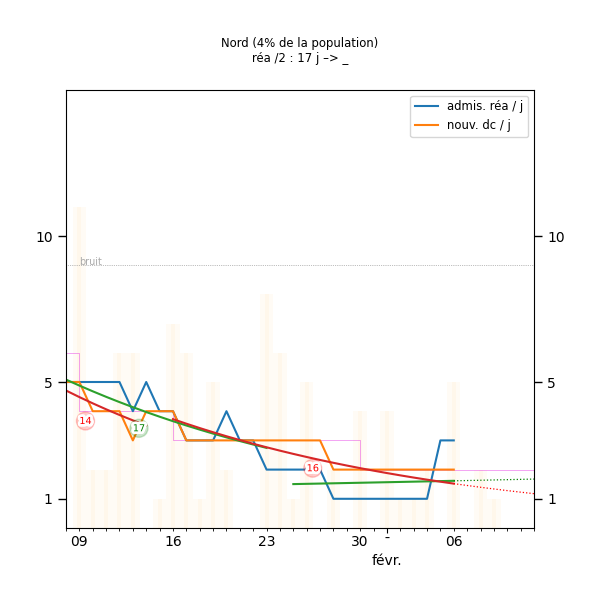 Nord (4% de la population)
réa /2 : 17 j –> _
admis. réa / j
nouv. dc / j
10
10
bruit
5
5
14
17
16
1
1
09
16
23
30
-
06
févr.